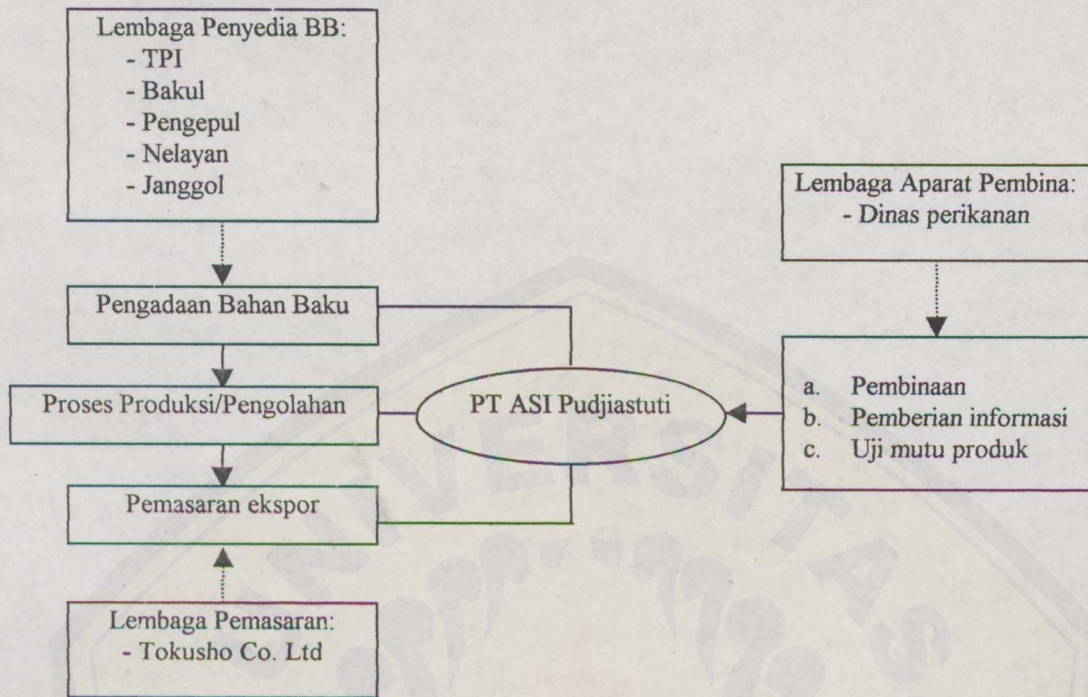 Lembaga Penyedia BB:
- TPI
- Bakul
- Pengepul
- Nelayan
- Janggol
Lembaga Aparat Pembina:
- Dinas perikanan
Pengadaan Bahan Baku
Proses Produksi/Pengolahan
PT ASI Pudjiastuti
a. Pembinaan
b. Pemberian informasi
c. Uji mutu produk
Pemasaran ekspor
Lembaga Pemasaran:
- Tokusho Co. Ltd
UNIVERSITAS